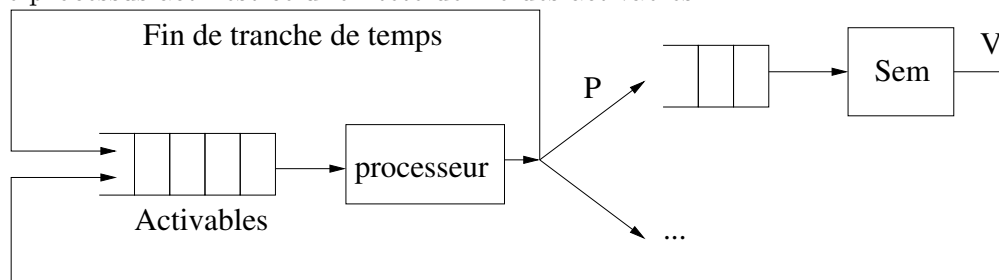 Fin de tranche de temps
P
Sem
V
processeur
Activables
...